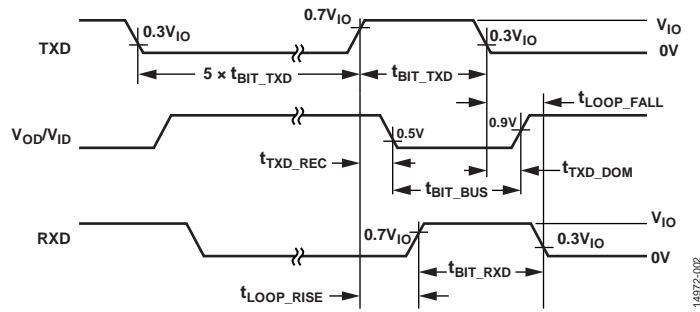 TXD
0.3VIO
0.7VIO
0.3VIO
VIO
0V
5 × tBIT_TXD
tBIT_TXD
tLOOP_FALL
VOD/VID
0.5V
0.9V
tTXD_REC
tBIT_BUS
tTXD_DOM
RXD
0.7VIO
0.3VIO
VIO
0V
tBIT_RXD
tLOOP_RISE
14972-002